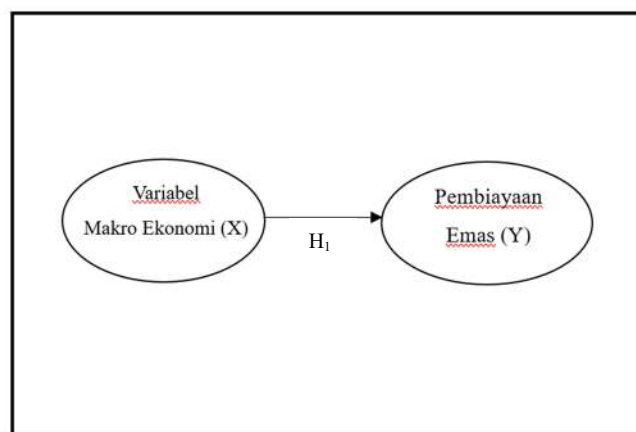 Variabel
Makro Ekonomi (X)
H₁
Pembiayaan
Emas (Y)